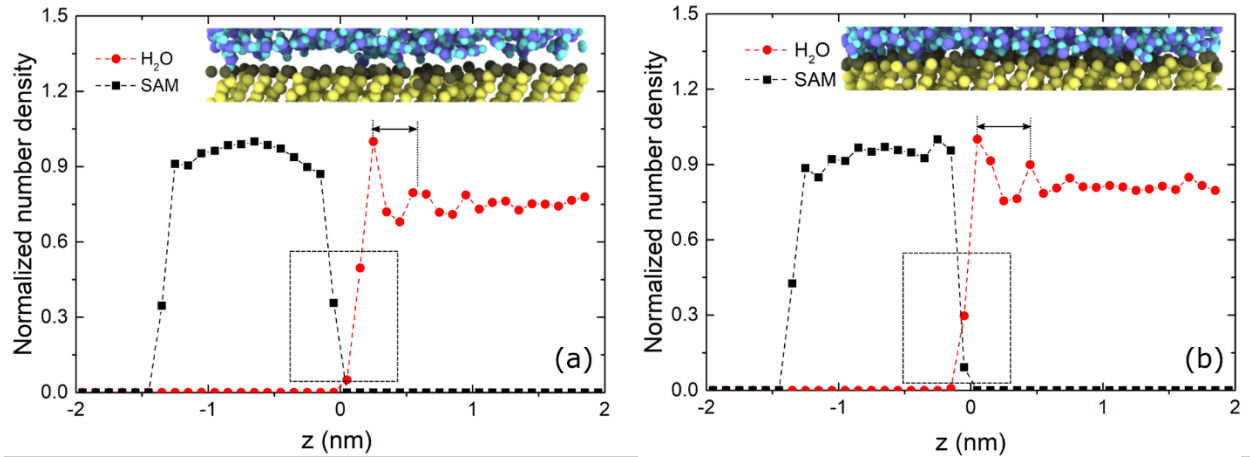 1.5
1.2
0.9
0.6
0.3
0.0
Normalized number density
H₂O
SAM
(a)
-2
-1
0
1
2
z (nm)
1.5
1.2
0.9
0.6
0.3
0.0
Normalized number density
H₂O
SAM
(b)
-2
-1
0
1
2
z (nm)